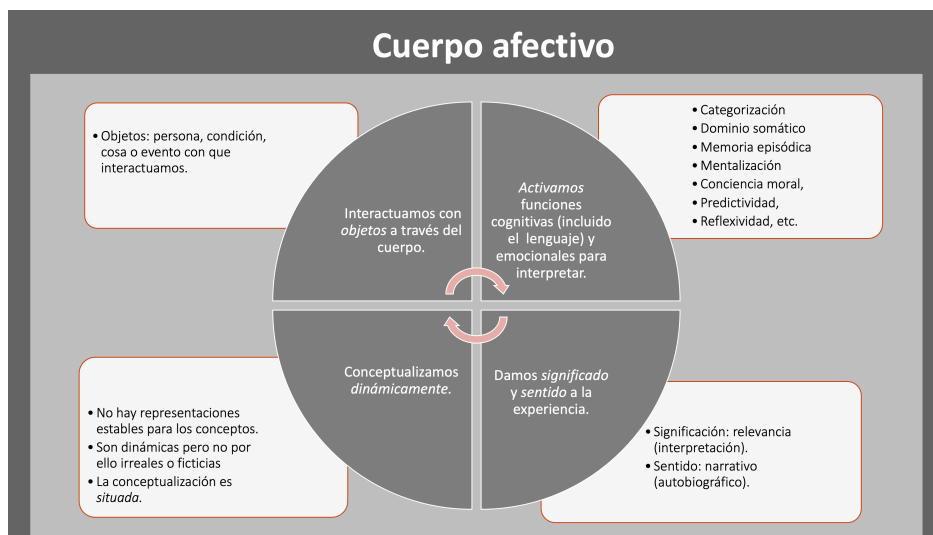 Cuerpo afectivo
• Objetos: persona, condición,
cosa o evento con que
interactuamos.
Interactuamos con
objetos a través del
cuerpo.
Activamos
funciones
cognitivas (incluido
el lenguaje) y
emocionales para
interpretar.
• Categorización
• Dominio somático
• Memoria episódica
• Mentalización
• Conciencia moral,
• Predictividad,
• Reflexividad, etc.
Conceptualizamos
dinámicamente.
• No hay representaciones
estables para los conceptos.
• Son dinámicas pero no por
ello irreales o ficticias
• La conceptualización es
situada.
Damos significado
y sentido a la
experiencia.
• Significación: relevancia
(interpretación).
• Sentido: narrativo
(autobiográfico).